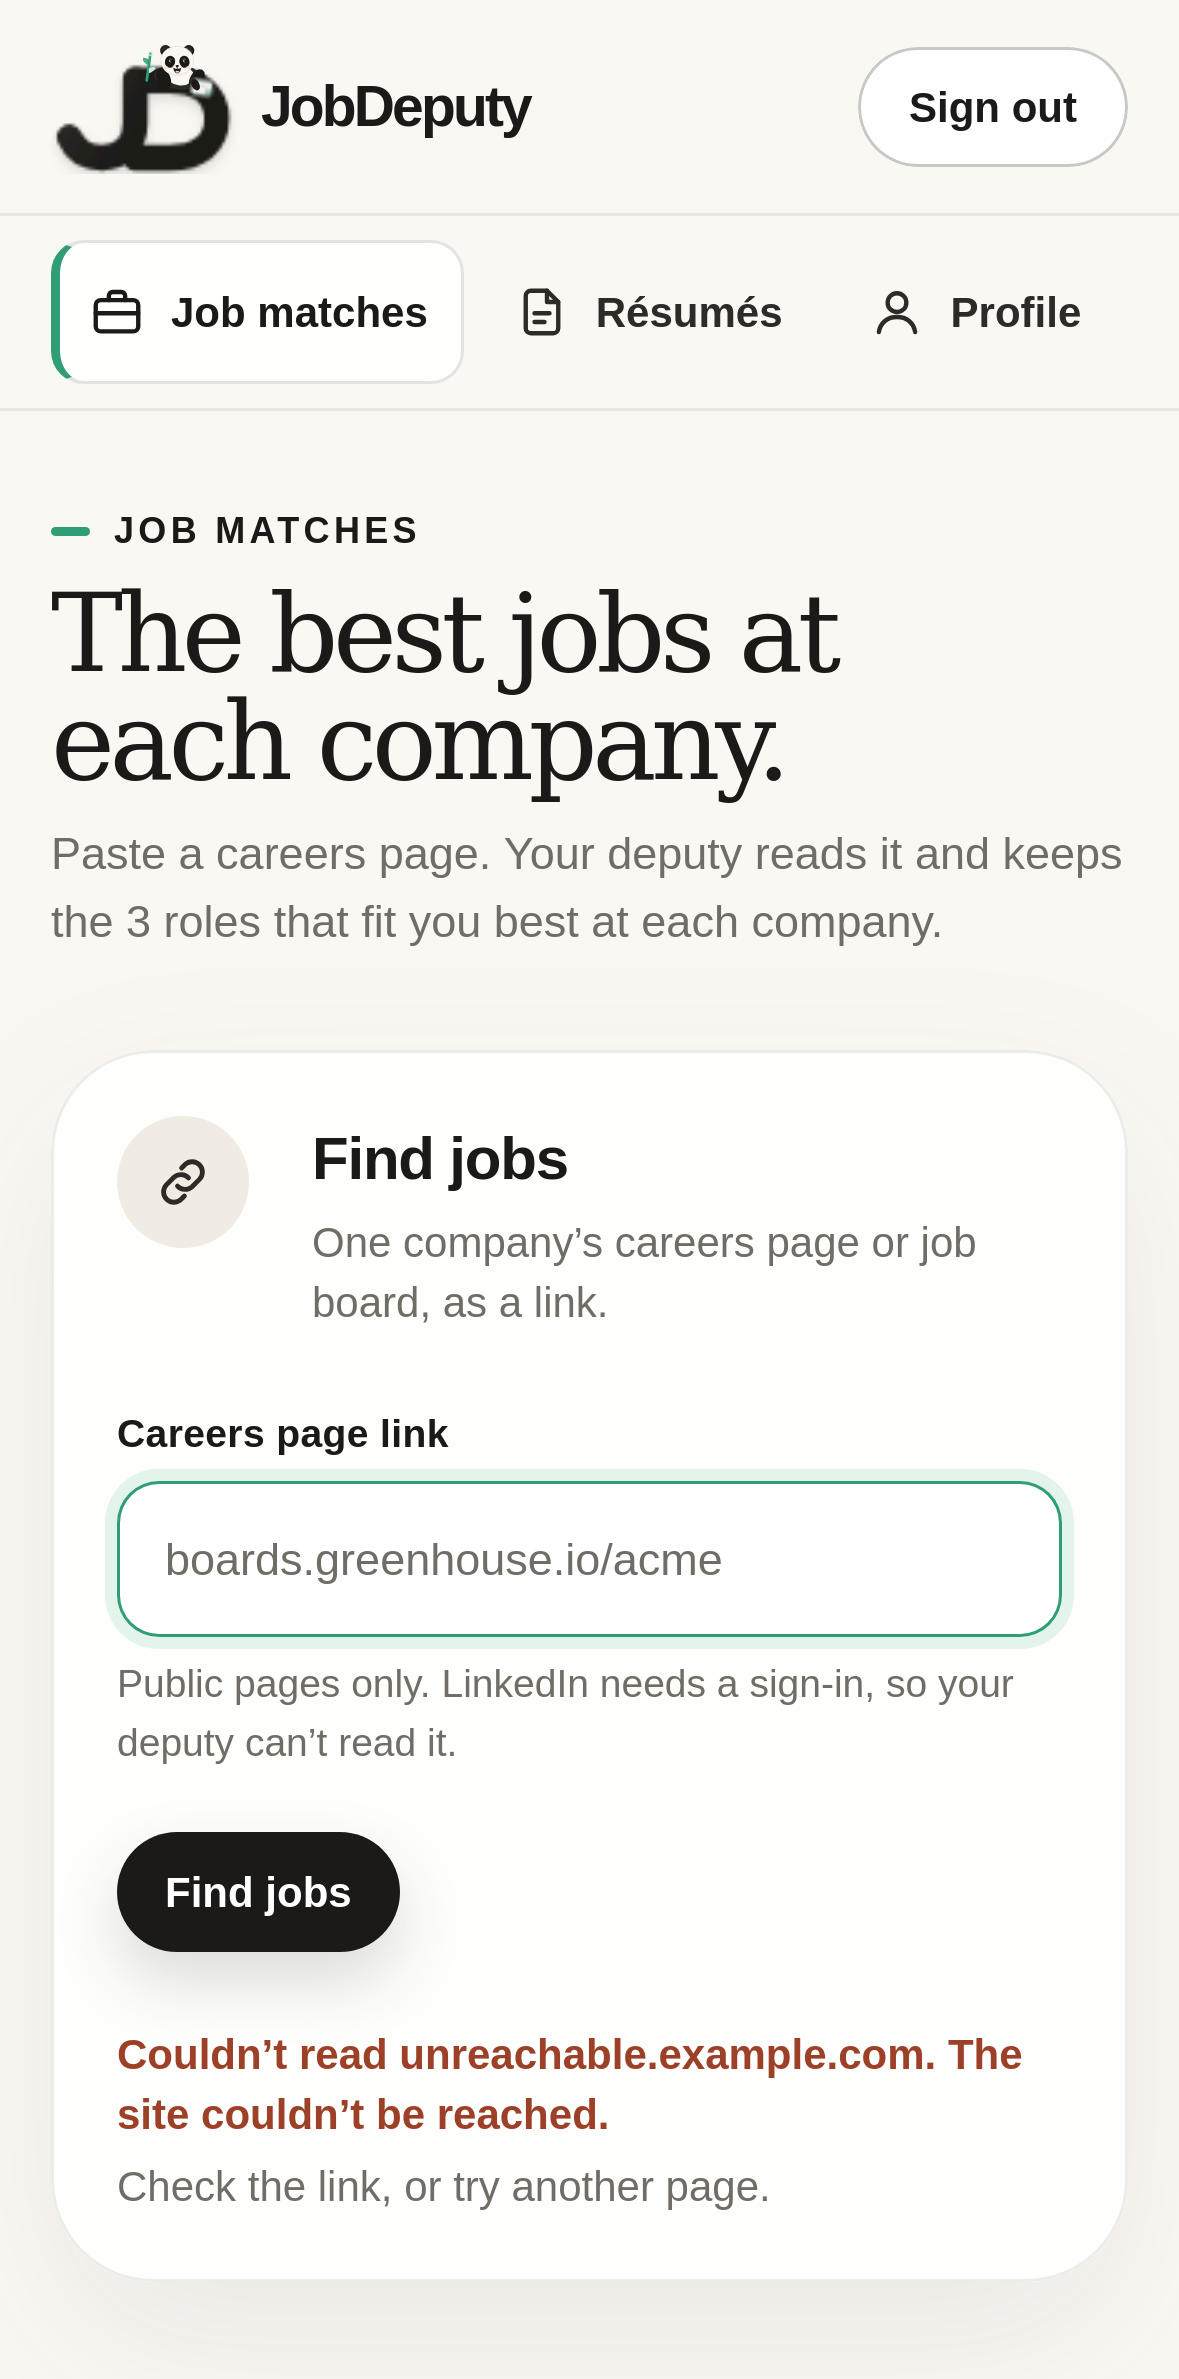 JD JobDeputy
Sign out
Job matches
Résumés
Profile
JOB MATCHES
The best jobs at
each company.
Paste a careers page. Your deputy reads it and keeps
the 3 roles that fit you best at each company.
Find jobs
One company’s careers page or job
board, as a link.
Careers page link
boards.greenhouse.io/acme
Public pages only. LinkedIn needs a sign-in, so your
deputy can’t read it.
Find jobs
Couldn’t read unreachable.example.com. The
site couldn’t be reached.
Check the link, or try another page.